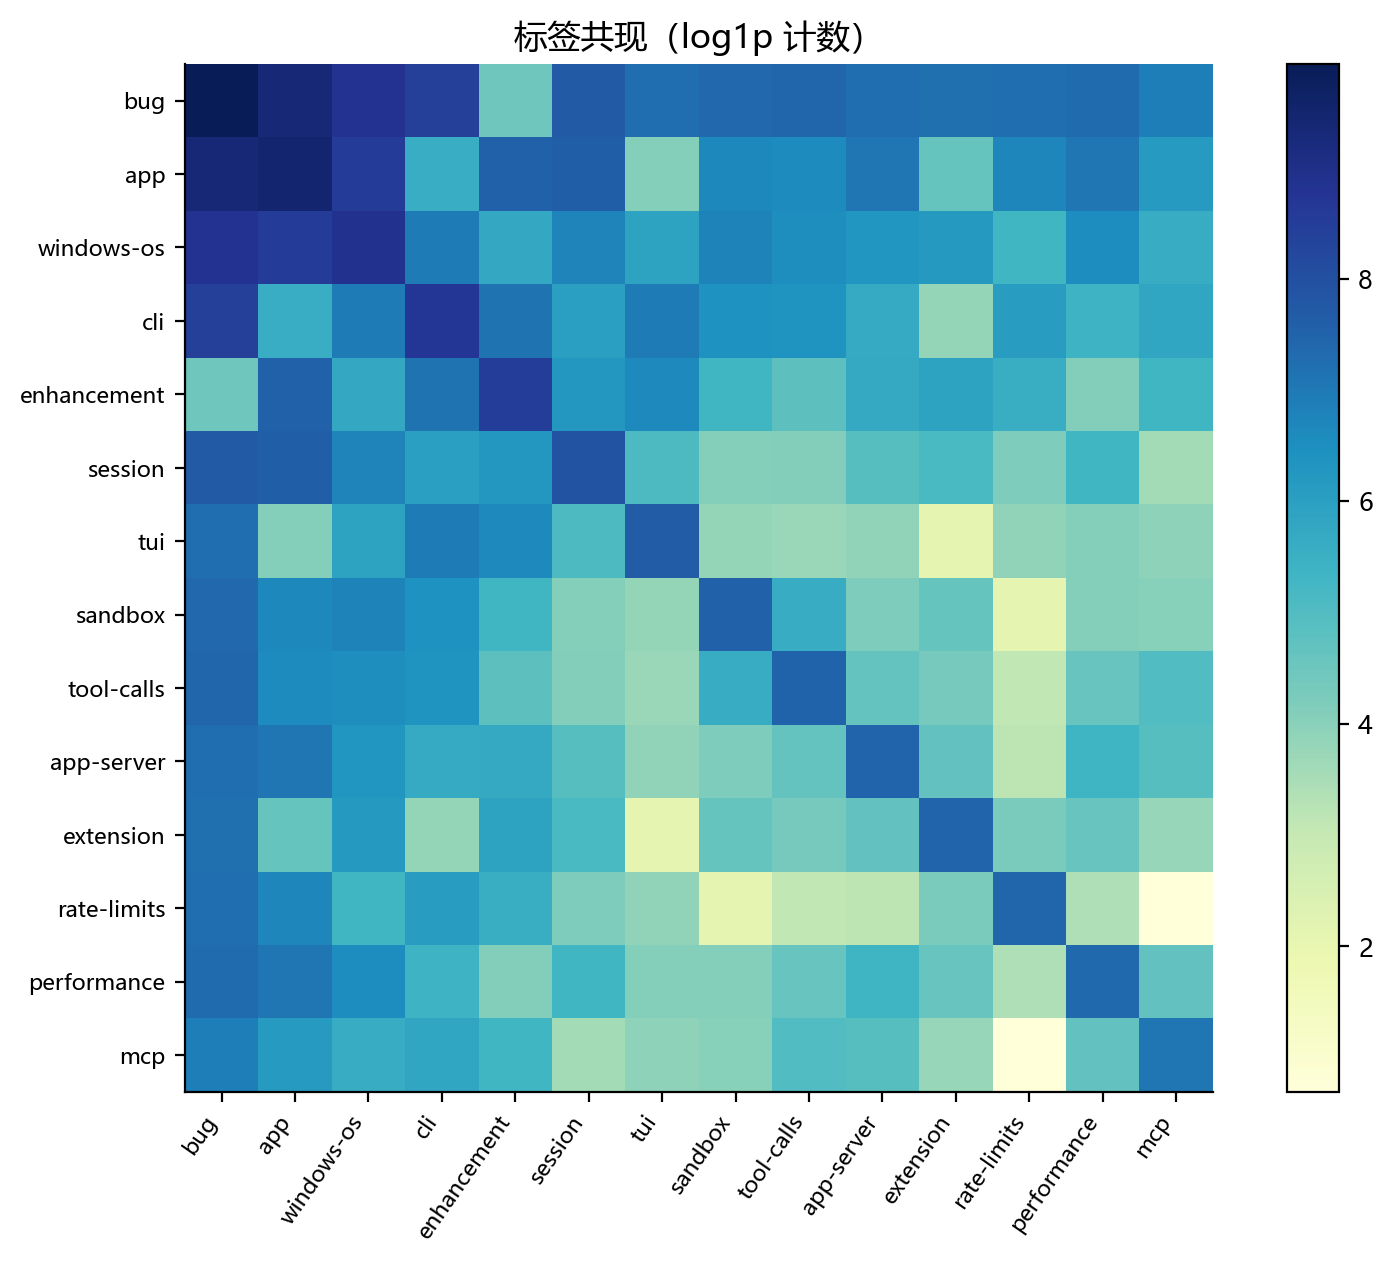 标签共现（log1p 计数）
bug
app
windows-os
cli
enhancement
session
tui
sandbox
tool-calls
app-server
extension
rate-limits
performance
mcp
bug
app
windows-os
cli
enhancement
session
tui
sandbox
tool-calls
app-server
extension
rate-limits
performance
mcp
8
6
4
2